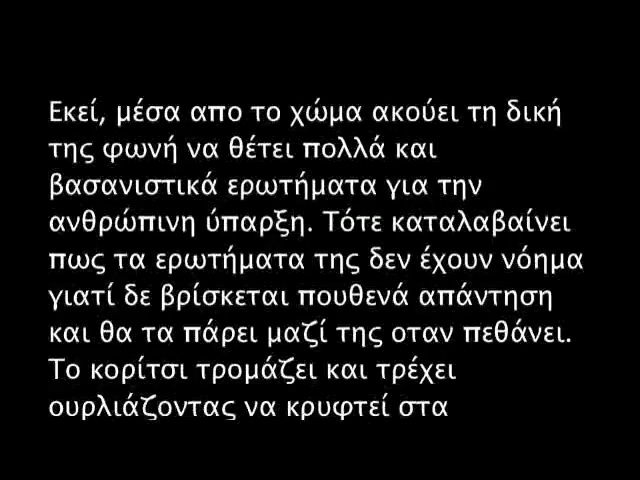 Εκεί, μέσα απο το χώμα ακούει τη δική
της φωνή να θέτει πολλά και
βασανιστικά ερωτήματα για την
ανθρώπινη ύπαρξη. Τότε καταλαβαίνει
πως τα ερωτήματα της δεν έχουν νόημα
γιατί δε βρίσκεται πουθενά απάντηση
και θα τα πάρει μαζί της οταν πεθάνει.
Το κορίτσι τρομάζει και τρέχει
ουρλιάζοντας να κρυφτεί στα